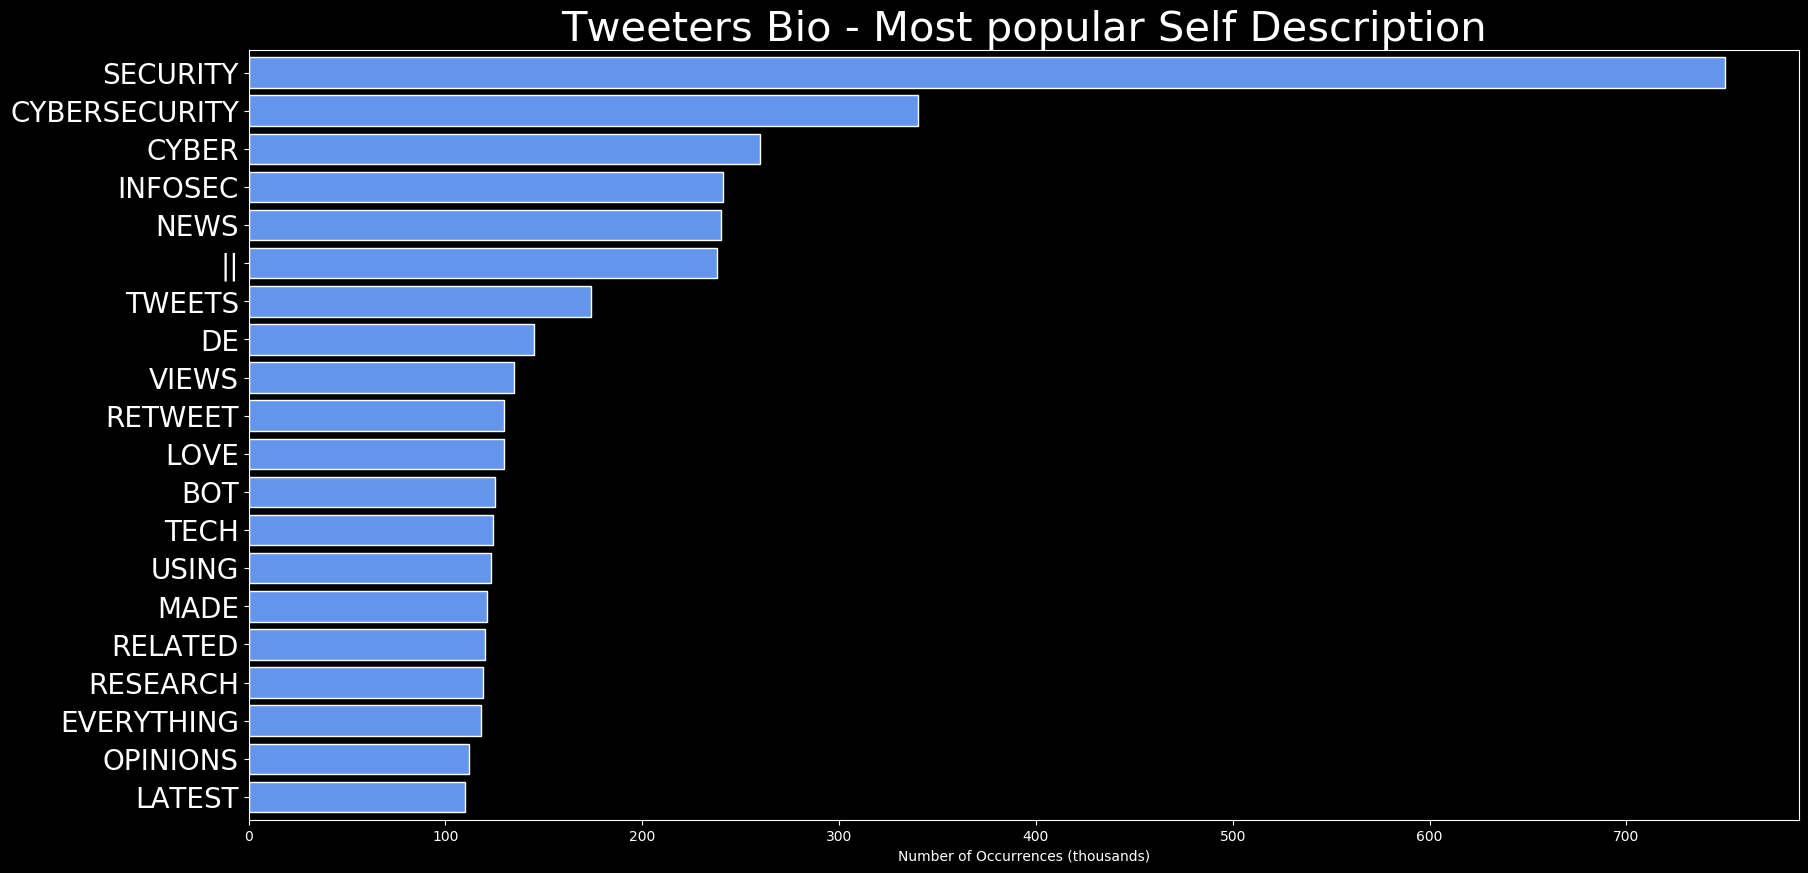 Tweeters Bio - Most popular Self Description
SECURITY
CYBERSECURITY
CYBER
INFOSEC
NEWS
||
TWEETS
DE
VIEWS
RETWEET
LOVE
BOT
TECH
USING
MADE
RELATED
RESEARCH
EVERYTHING
OPINIONS
LATEST
0 100 200 300 400 500 600 700
Number of Occurrences (thousands)